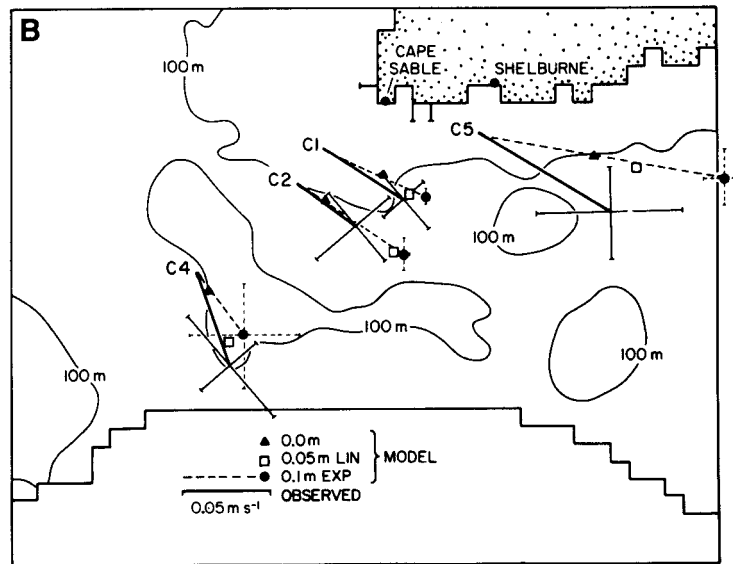 B
100 m
CAPE
SABLE
SHELBURNE
C1
C5
C2
100 m
C4
100 m
100 m
100 m
0.0 m
0.05 m LIN
MODEL
0.1 m EXP
OBSERVED
0.05 m s⁻¹